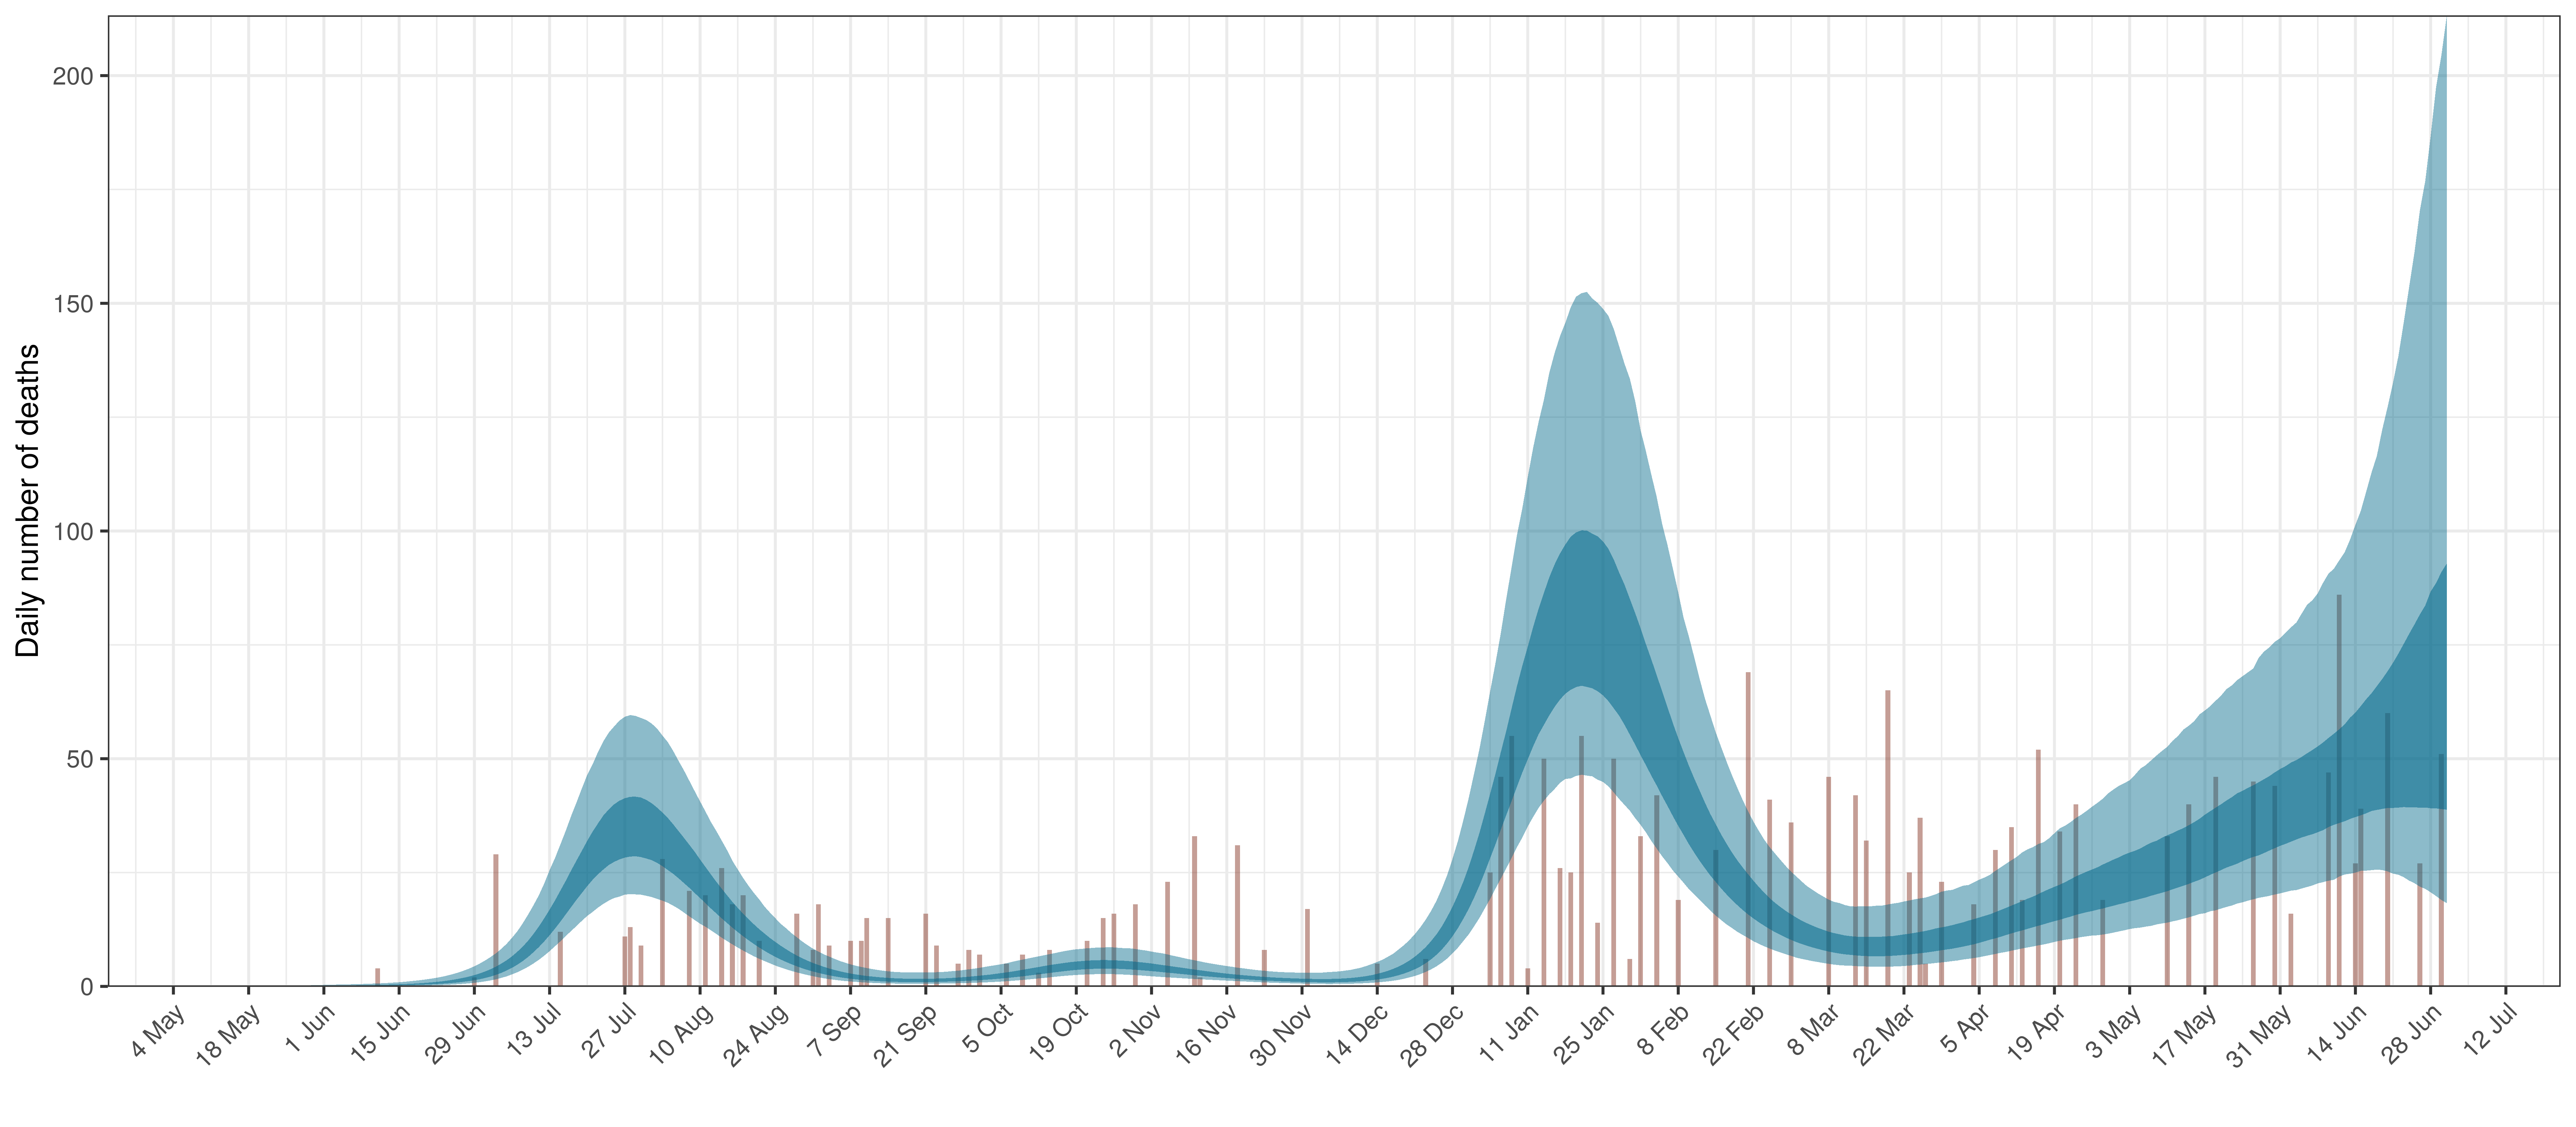 Daily number of deaths
200
150
100
50
0
4 May
18 May
1 Jun
15 Jun
29 Jun
13 Jul
27 Jul
10 Aug
24 Aug
7 Sep
21 Sep
5 Oct
19 Oct
2 Nov
16 Nov
30 Nov
14 Dec
28 Dec
11 Jan
25 Jan
8 Feb
22 Feb
8 Mar
22 Mar
5 Apr
19 Apr
3 May
17 May
31 May
14 Jun
28 Jun
12 Jul